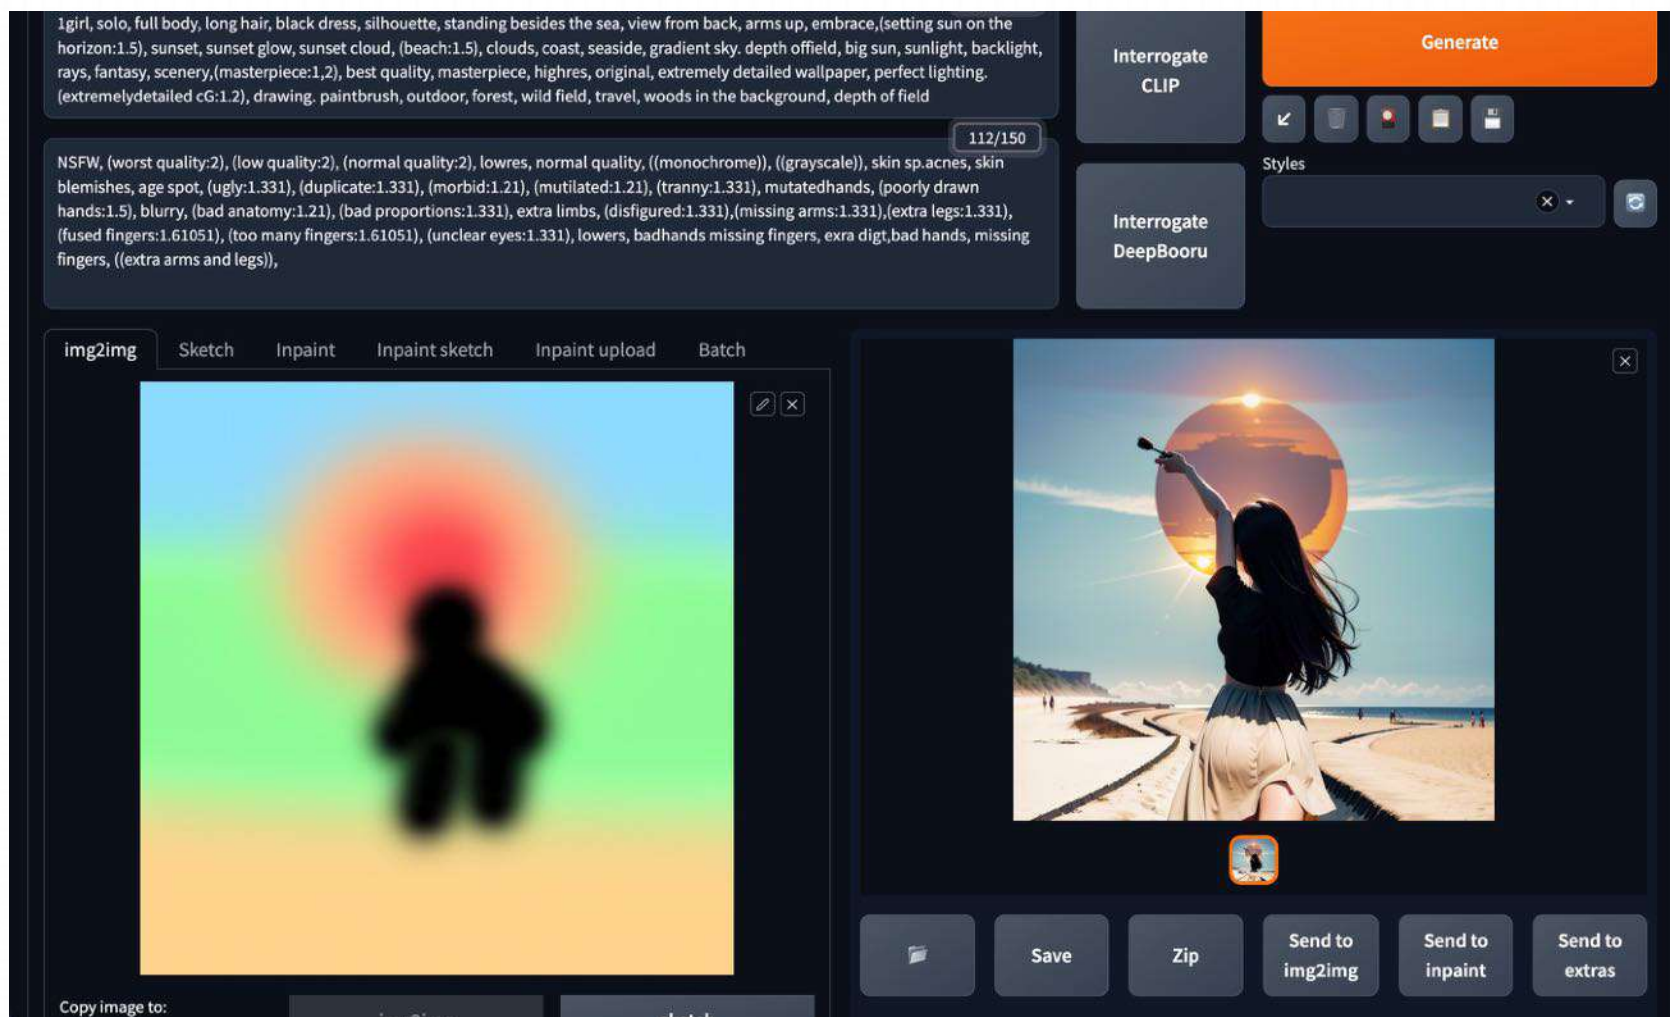 1girl, solo, full body, long hair, black dress, silhouette, standing besides the sea, view from back, arms up, embrace,(setting sun on the
horizon:1.5), sunset, sunset glow, sunset cloud, (beach:1.5), clouds, coast, seaside, gradient sky. depth offield, big sun, sunlight, backlight,
rays, fantasy, scenery,(masterpiece:1,2), best quality, masterpiece, highres, original, extremely detailed wallpaper, perfect lighting.
(extremelydetailed cG:1.2), drawing. paintbrush, outdoor, forest, wild field, travel, woods in the background, depth of field
Interrogate
CLIP
Generate
112/150
NSFW, (worst quality:2), (low quality:2), (normal quality:2), lowres, normal quality, ((monochrome)), ((grayscale)), skin sp.acnes, skin
blemishes, age spot, (ugly:1.331), (duplicate:1.331), (morbid:1.21), (mutilated:1.21), (tranny:1.331), mutatedhands, (poorly drawn
hands:1.5), blurry, (bad anatomy:1.21), (bad proportions:1.331), extra limbs, (disfigured:1.331),(missing arms:1.331),(extra legs:1.331),
(fused fingers:1.61051), (too many fingers:1.61051), (unclear eyes:1.331), lowers, badhands missing fingers, exra digt,bad hands, missing
fingers, ((extra arms and legs)),
Interrogate
DeepBooru
Styles
img2img Sketch Inpaint Inpaint sketch Inpaint upload Batch
Save
Zip
Send to
img2img
Send to
inpaint
Send to
extras
Copy image to: